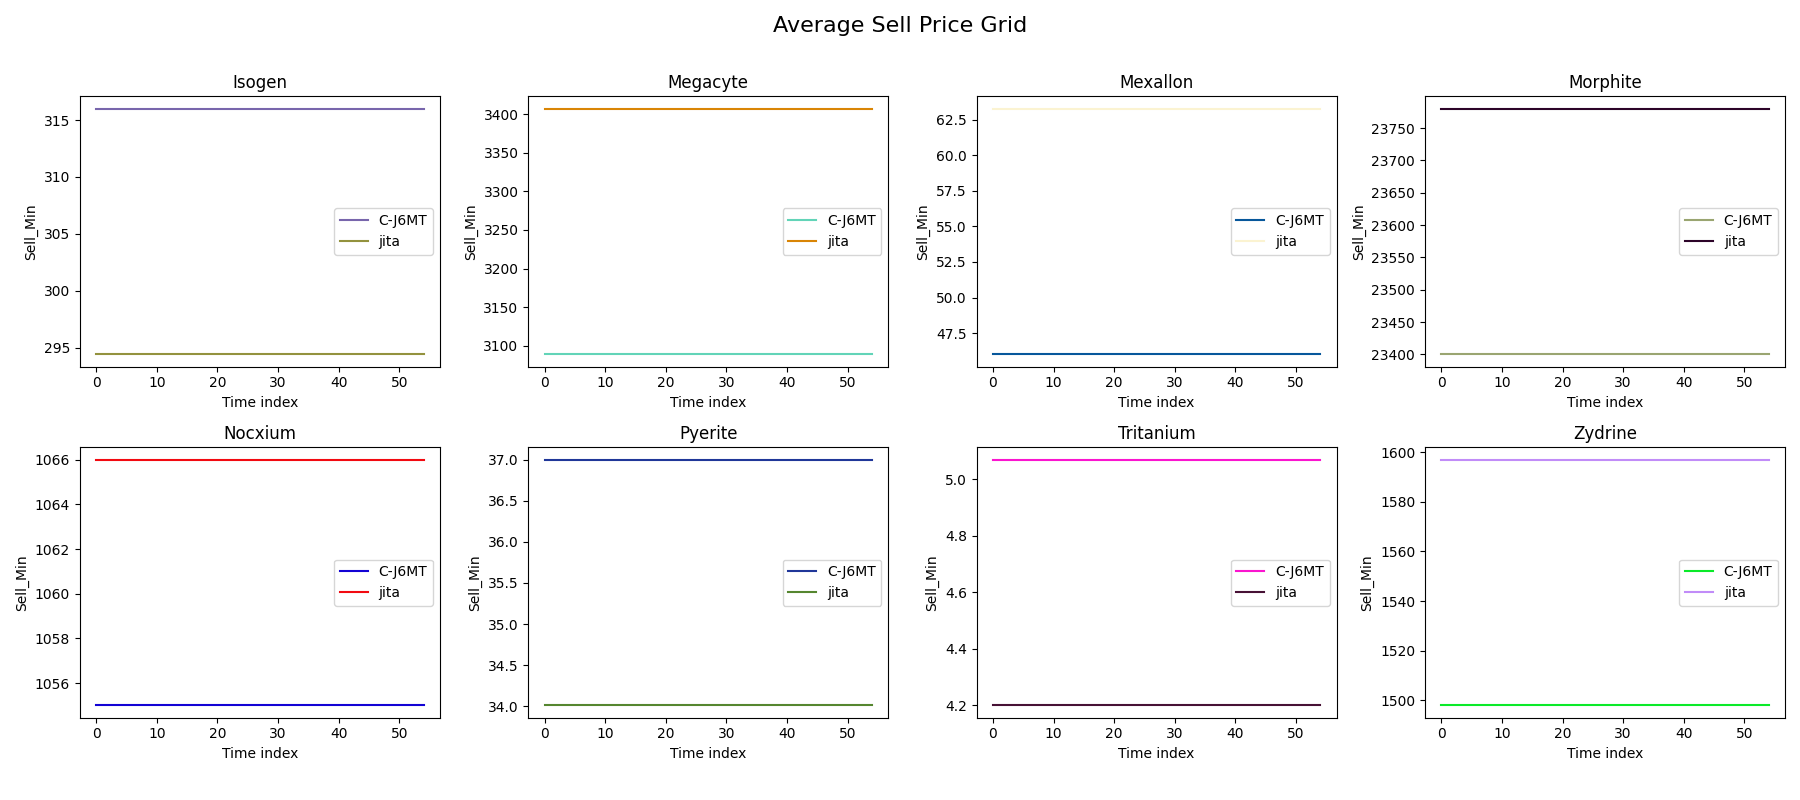 Average Sell Price Grid
Isogen
Sell_Min
315
310
305
300
295
C-J6MT
jita
0 10 20 30 40 50
Time index
Megacyte
Sell_Min
3400
3350
3300
3250
3200
3150
3100
C-J6MT
jita
0 10 20 30 40 50
Time index
Mexallon
Sell_Min
62.5
60.0
57.5
55.0
52.5
50.0
47.5
C-J6MT
jita
0 10 20 30 40 50
Time index
Morphite
Sell_Min
23750
23700
23650
23600
23550
23500
23450
23400
C-J6MT
jita
0 10 20 30 40 50
Time index
Nocxium
Sell_Min
1066
1064
1062
1060
1058
1056
C-J6MT
jita
0 10 20 30 40 50
Time index
Pyerite
Sell_Min
37.0
36.5
36.0
35.5
35.0
34.5
34.0
C-J6MT
jita
0 10 20 30 40 50
Time index
Tritanium
Sell_Min
5.0
4.8
4.6
4.4
4.2
C-J6MT
jita
0 10 20 30 40 50
Time index
Zydrine
Sell_Min
1600
1580
1560
1540
1520
1500
C-J6MT
jita
0 10 20 30 40 50
Time index